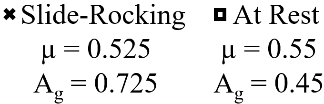 Slide-Rocking At Rest
μ = 0.525 μ = 0.55
A_g = 0.725 A_g = 0.45